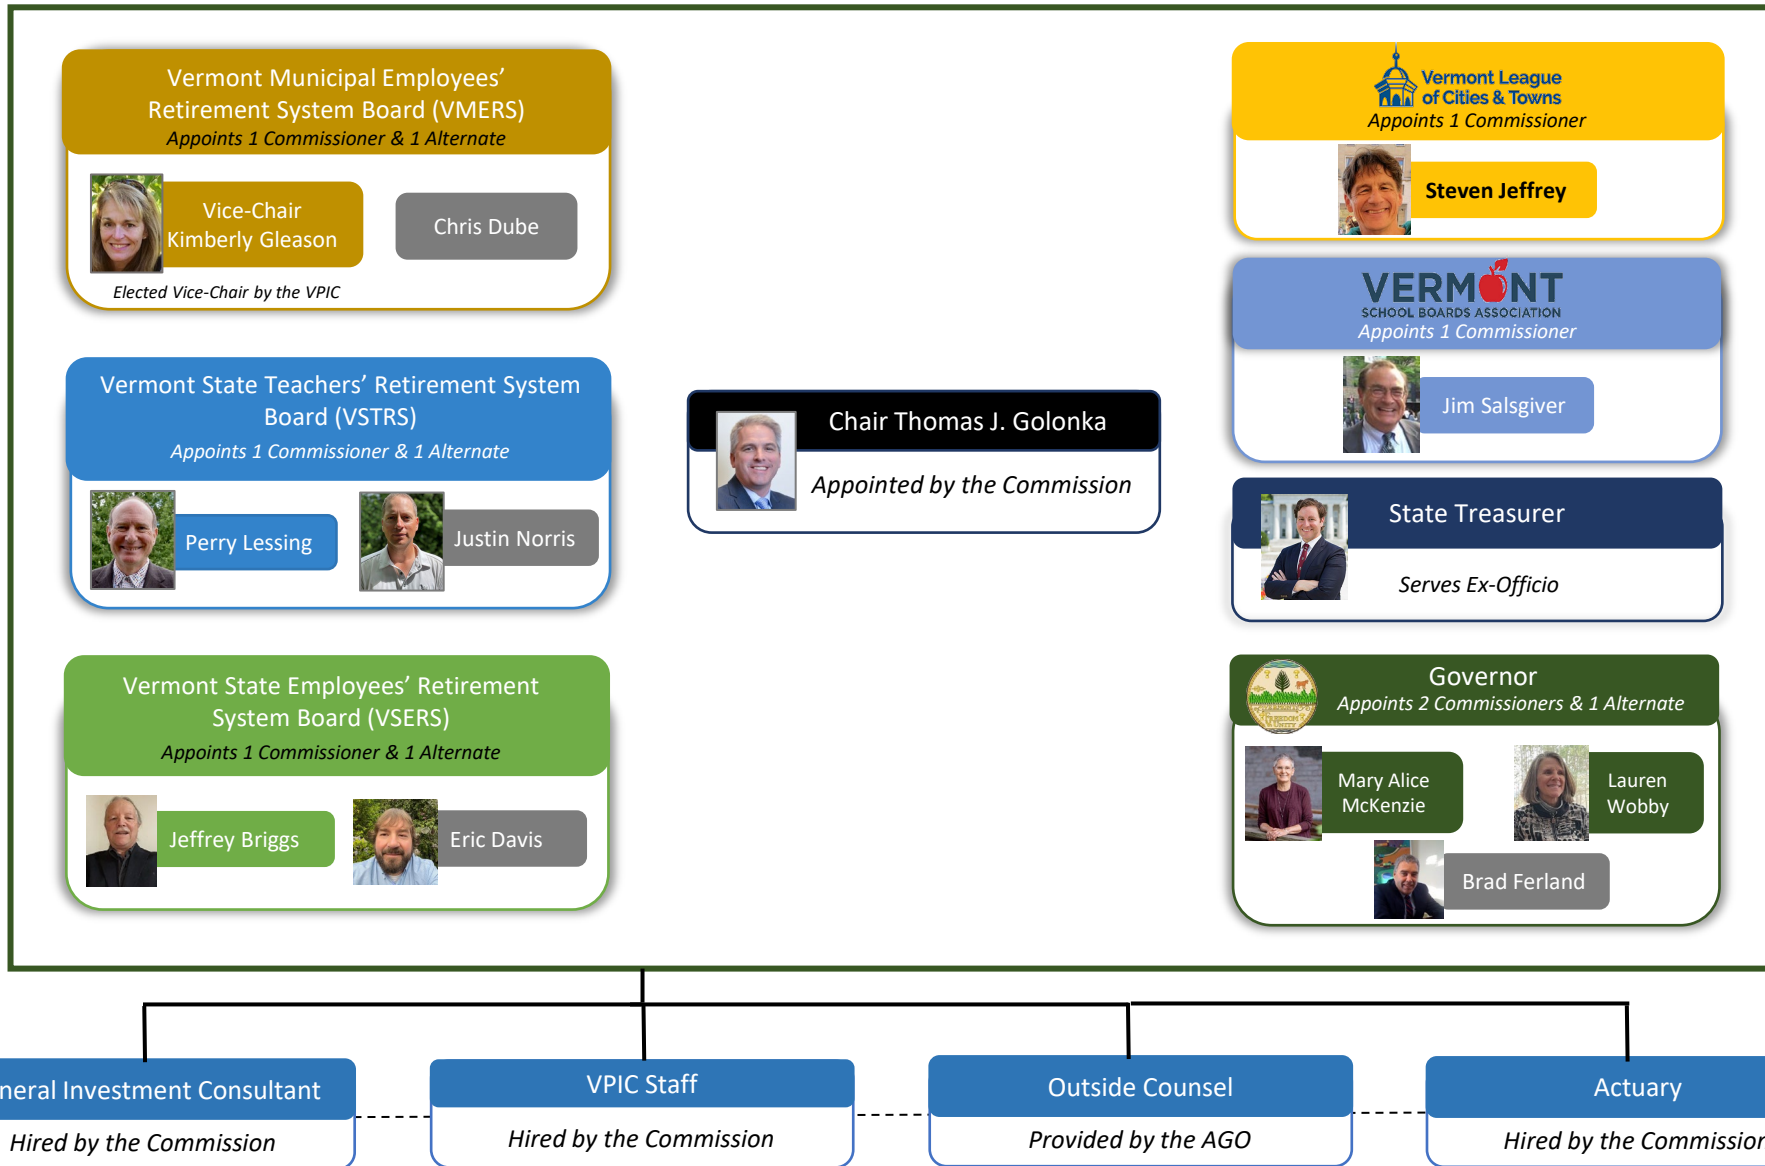 Vermont Municipal Employees'
Retirement System Board (VMERS)
Appoints 1 Commissioner & 1 Alternate
Vice-Chair
Kimberly Gleason
Chris Dube
Elected Vice-Chair by the VPIC
Vermont State Teachers' Retirement System
Board (VSTRS)
Appoints 1 Commissioner & 1 Alternate
Perry Lessing
Justin Norris
Vermont State Employees' Retirement
System Board (VSERS)
Appoints 1 Commissioner & 1 Alternate
Jeffrey Briggs
Eric Davis
Chair Thomas J. Golonka
Appointed by the Commission
Vermont League
of Cities & Towns
Appoints 1 Commissioner
Steven Jeffrey
VERMONT
SCHOOL BOARDS ASSOCIATION
Appoints 1 Commissioner
Jim Salsgiver
State Treasurer
Serves Ex-Officio
Governor
Appoints 2 Commissioners & 1 Alternate
Mary Alice
McKenzie
Lauren
Wobby
Brad Ferland
neral Investment Consultant
Hired by the Commission
VPIC Staff
Hired by the Commission
Outside Counsel
Provided by the AGO
Actuary
Hired by the Commission